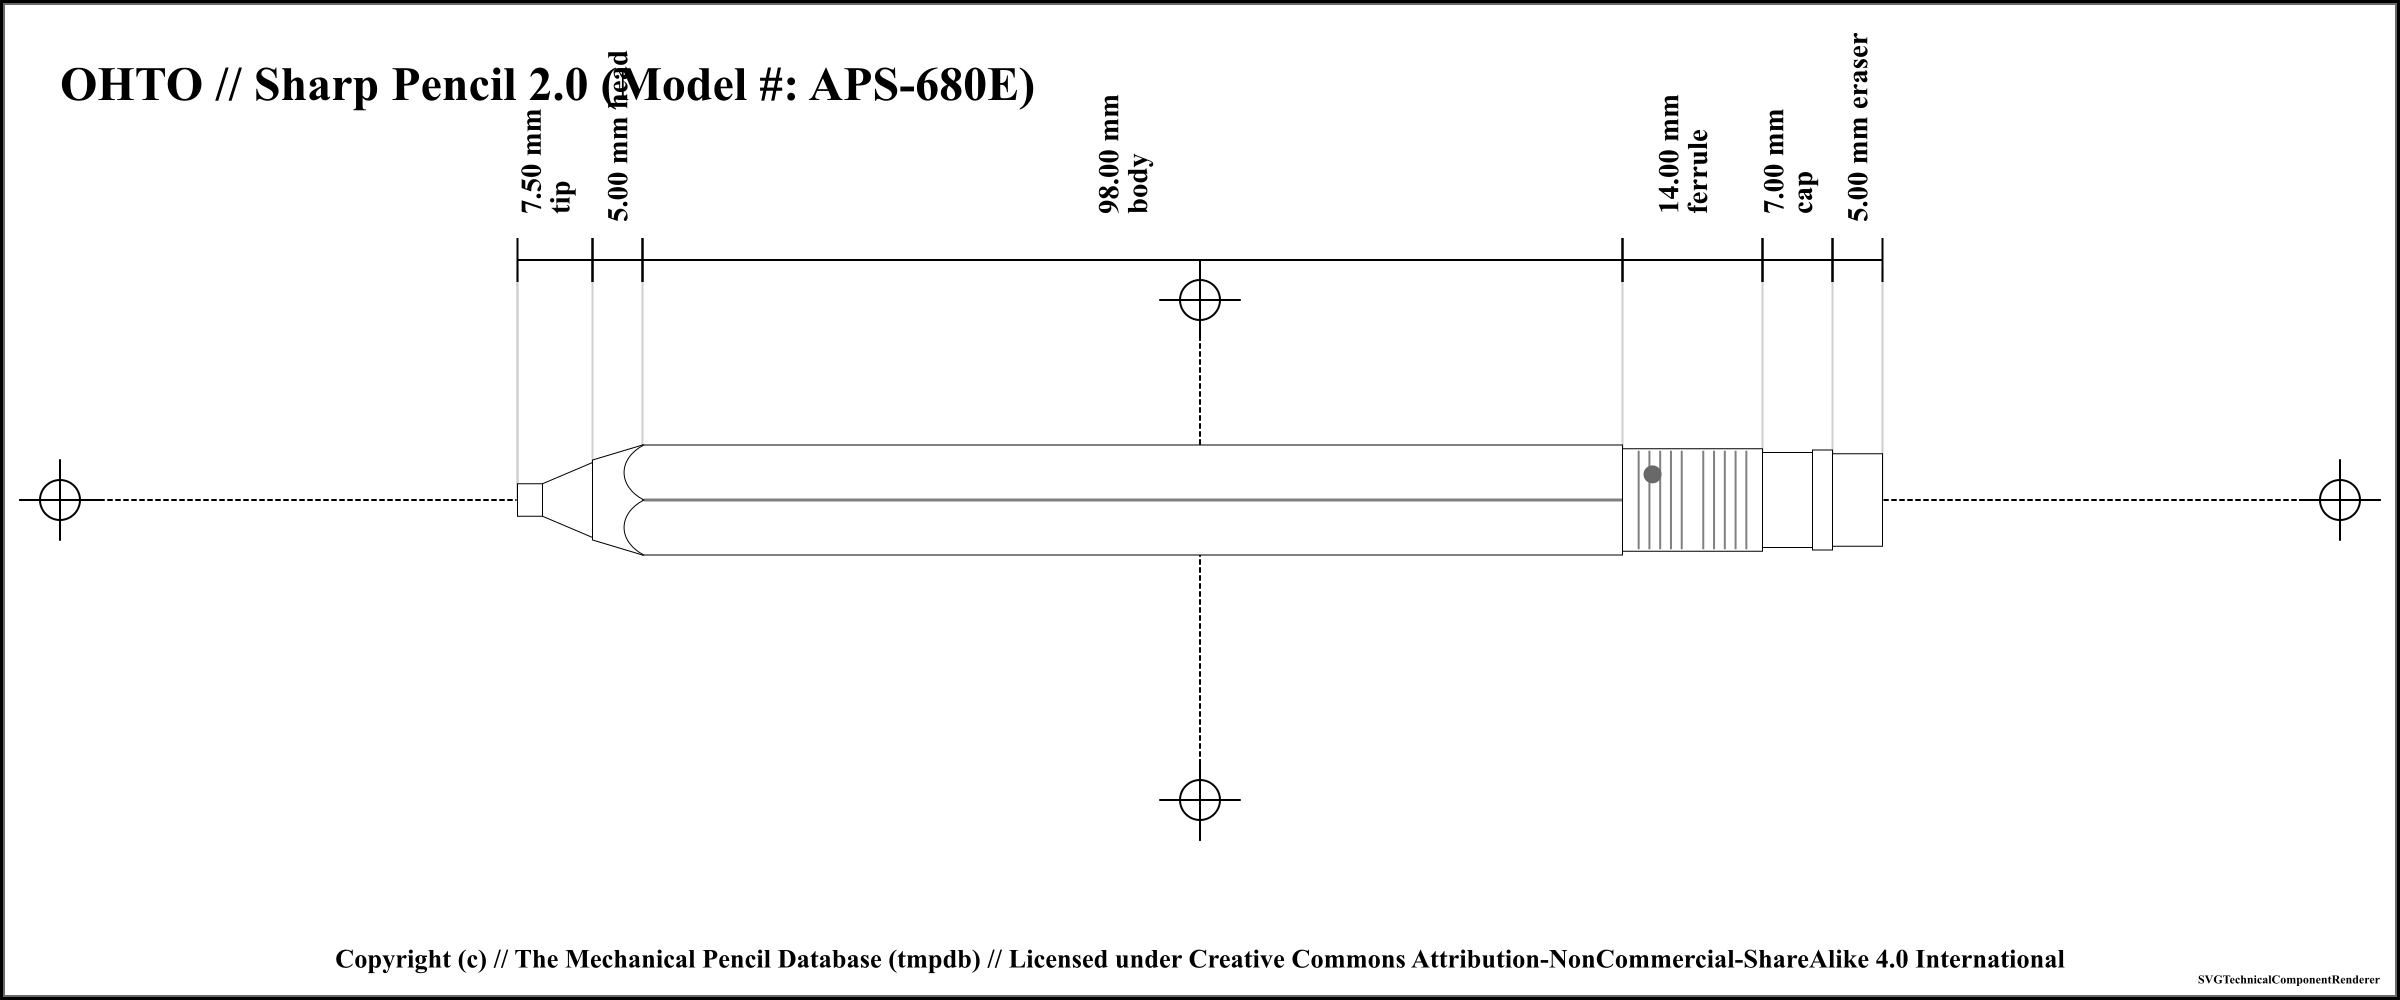 OHTO // Sharp Pencil 2.0 (Model #: APS-680E)
7.50 mm
tip
5.00 mm head
98.00 mm
body
14.00 mm
ferrule
7.00 mm
cap
5.00 mm eraser
Copyright (c) // The Mechanical Pencil Database (tmpdb) // Licensed under Creative Commons Attribution-NonCommercial-ShareAlike 4.0 International
SVGTechnicalComponentRenderer